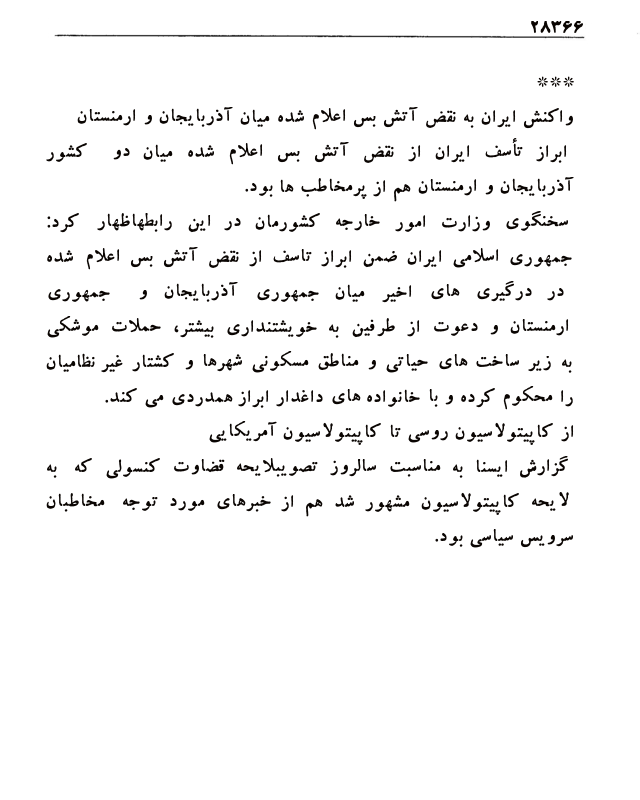 ۲۸۳۶۶
***
واکنش ایران به نقض آتش بس اعلام شده میان آذربایجان و ارمنستان
ابراز تأسف ایران از نقض آتش بس اعلام شده میان دو کشور
آذربایجان و ارمنستان هم از پرمخاطب ها بود.
سخنگوی وزارت امور خارجه کشورمان در این رابطهاظهار کرد:
جمهوری اسلامی ایران ضمن ابراز تاسف از نقض آتش بس اعلام شده
در درگیری های اخیر میان جمهوری آذربایجان و جمهوری
ارمنستان و دعوت از طرفین به خویشتنداری بیشتر، حملات موشکی
به زیر ساخت های حیاتی و مناطق مسکونی شهرها و کشتار غیر نظامیان
را محکوم کرده و با خانواده های داغدار ابراز همدردی می کند.
از کاپیتولاسیون روسی تا کاپیتولاسیون آمریکایی
گزارش ایسنا به مناسبت سالروز تصویبلایحه قضاوت کنسولی که به
لایحه کاپیتولاسیون مشهور شد هم از خبرهای مورد توجه مخاطبان
سرویس سیاسی بود.